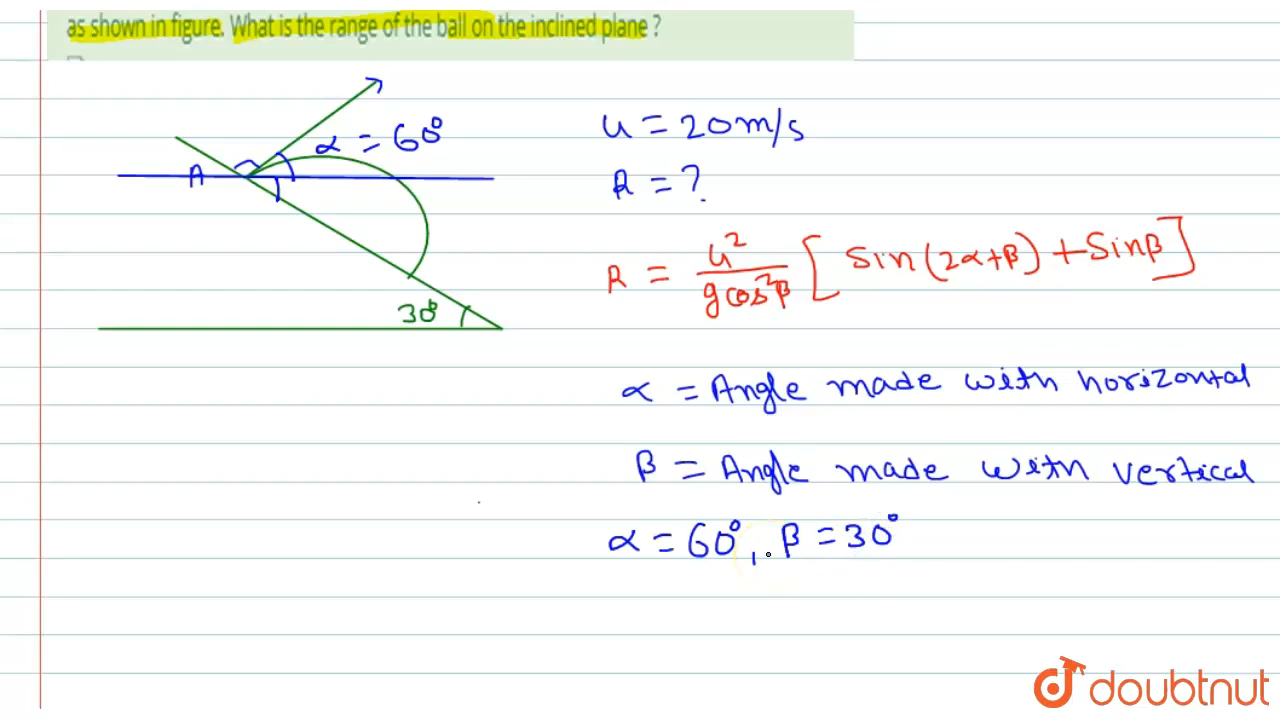 as shown in figure. What is the range of the ball on the inclined plane ?
α = 60°
A
30°
u = 20m/s
R = ?
R = u²/gcos²β [ Sin(2α+β) + Sinβ ]
α = Angle made with horizontal
β = Angle made with vertical
α = 60°, β = 30°
doubtnut